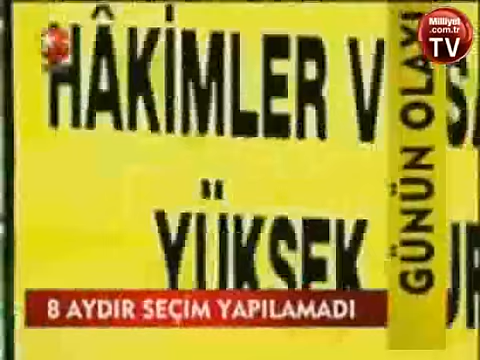 Milliyet
.com.tr
TV
HÂKİMLER V
YÜKSEK
GÜNÜN OLAYI
8 AYDIR SEÇİM YAPILAMADI